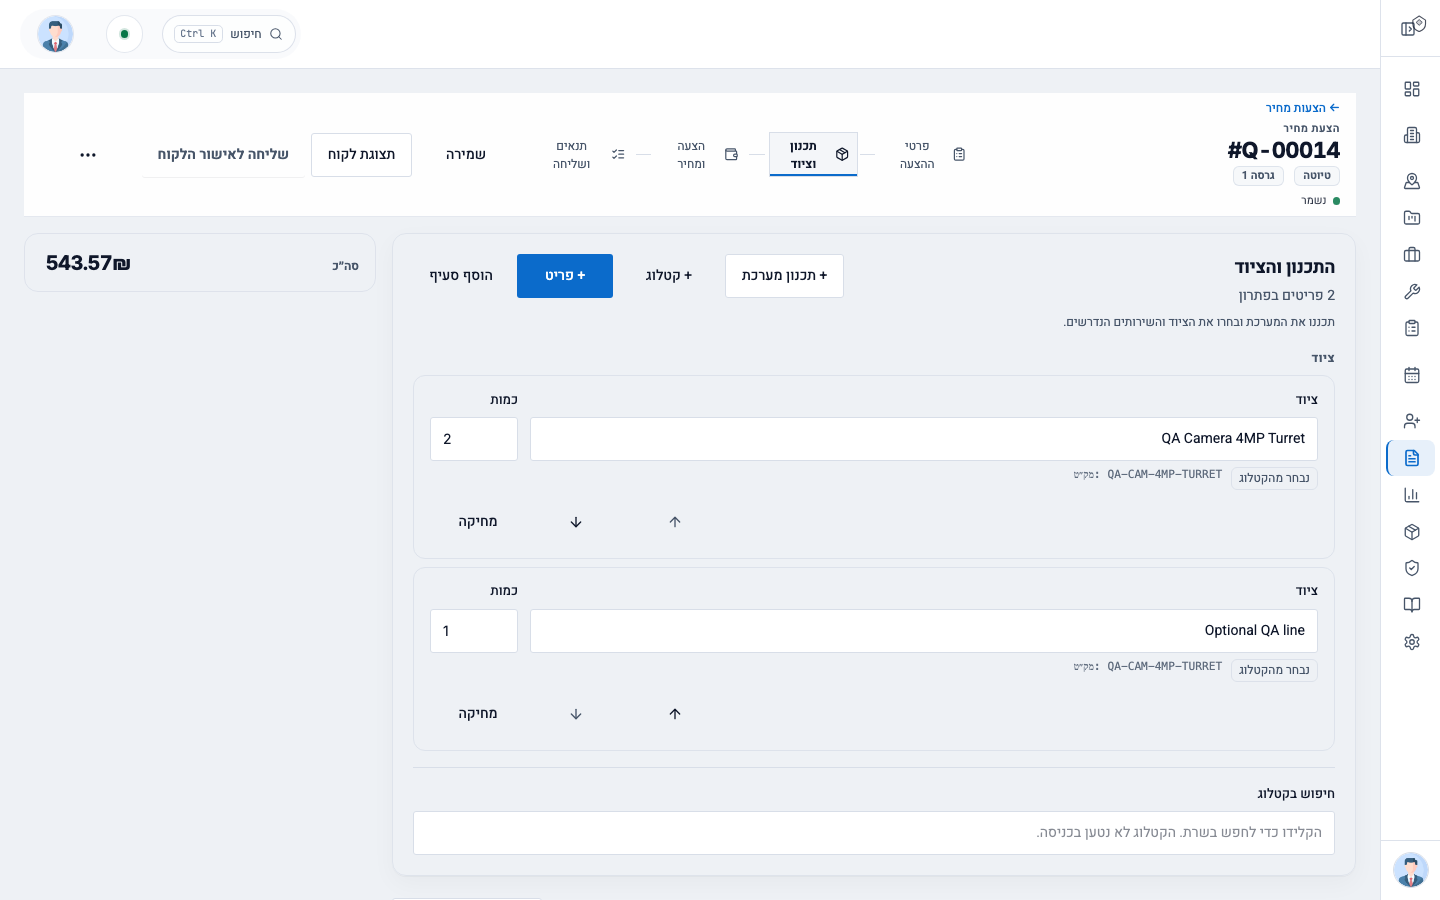 חיפוש Ctrl K
← הצעות מחיר
הצעת מחיר
#Q-00014
טיוטה
גרסה 1
נשמר
פרטי ההצעה
תכנון וציוד
הצעה ומחיר
תנאים ושליחה
שמירה
תצוגת לקוח
שליחה לאישור הלקוח
סה״כ
543.57₪
התכנון והציוד
2 פריטים בפתרון
תכננו את המערכת ובחרו את הציוד והשירותים הנדרשים.
+ תכנון מערכת
+ קטלוג
+ פריט
הוסף סעיף
ציוד
ציוד
כמות
QA Camera 4MP Turret
2
נבחר מהקטלוג
מק״ט: QA-CAM-4MP-TURRET
↑
↓
מחיקה
ציוד
כמות
Optional QA line
1
נבחר מהקטלוג
מק״ט: QA-CAM-4MP-TURRET
↑
↓
מחיקה
חיפוש בקטלוג
הקלידו כדי לחפש בשרת. הקטלוג לא נטען בכניסה.